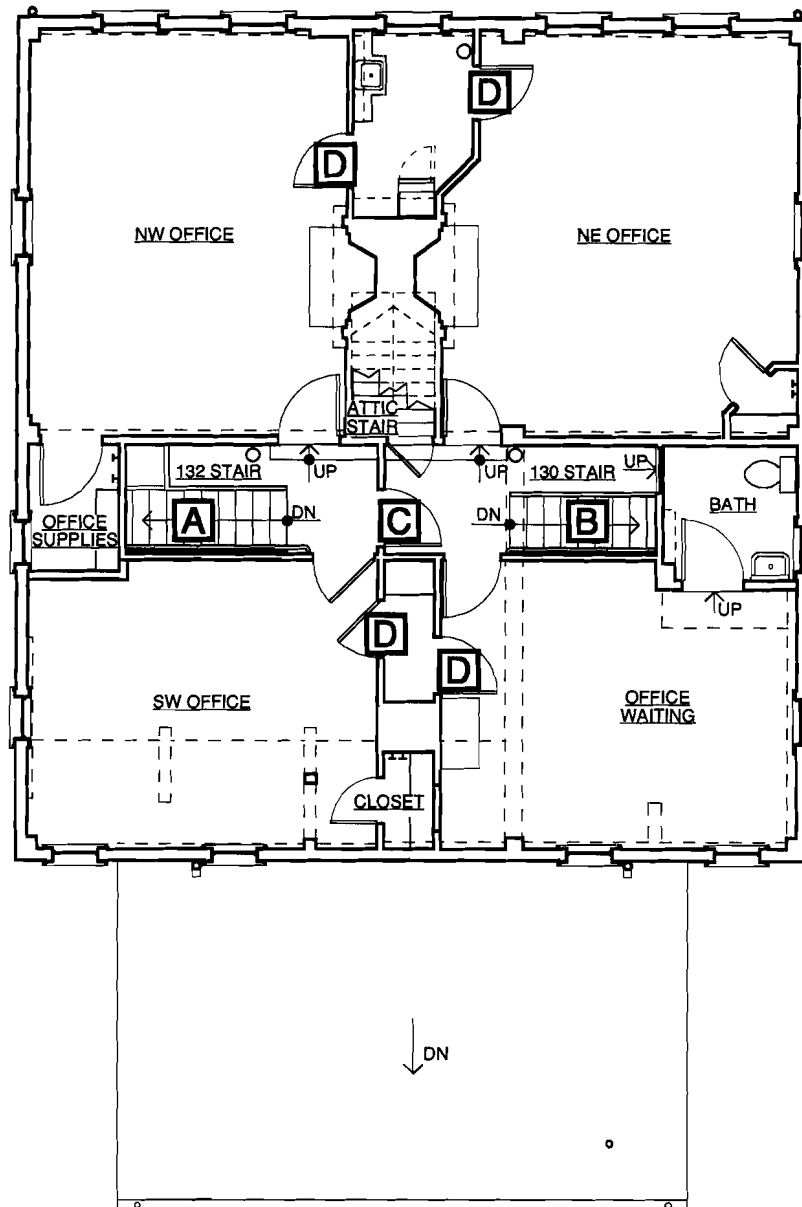 D
D
NW OFFICE
NE OFFICE
ATTIC
STAIR
132 STAIR
UP
UP
130 STAIR
UP
BATH
OFFICE
SUPPLIES
A
DN
C
DN
B
UP
D
D
SW OFFICE
OFFICE
WAITING
CLOSET
DN